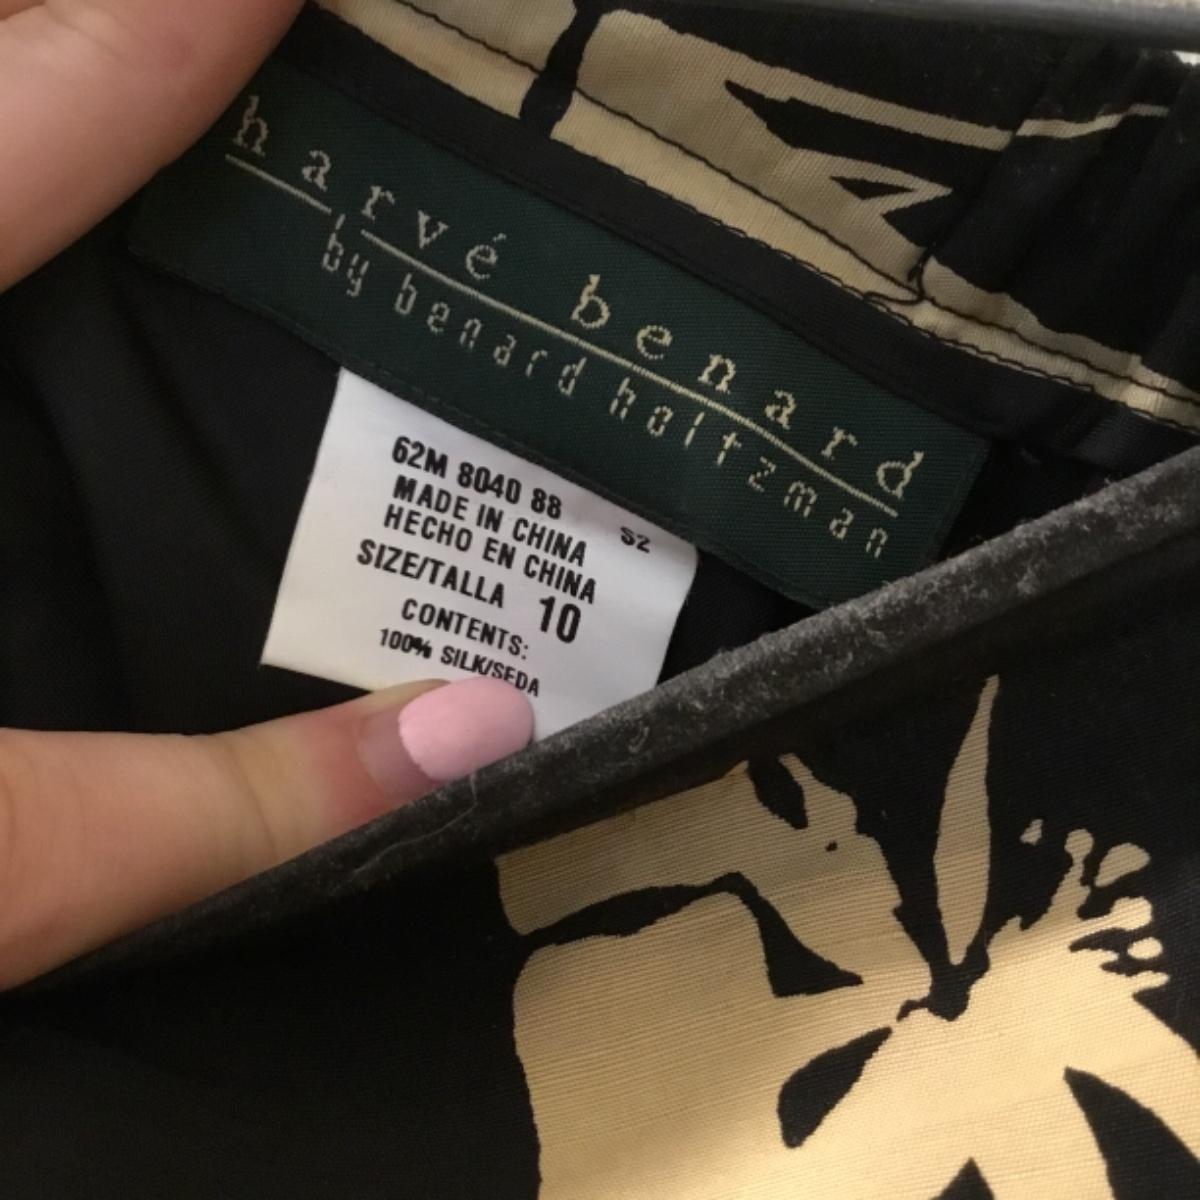 harvé benard
by benard holtzman
62M 8040 88
S2
MADE IN CHINA
HECHO EN CHINA
SIZE/TALLA 10
CONTENTS:
100% SILK/SEDA